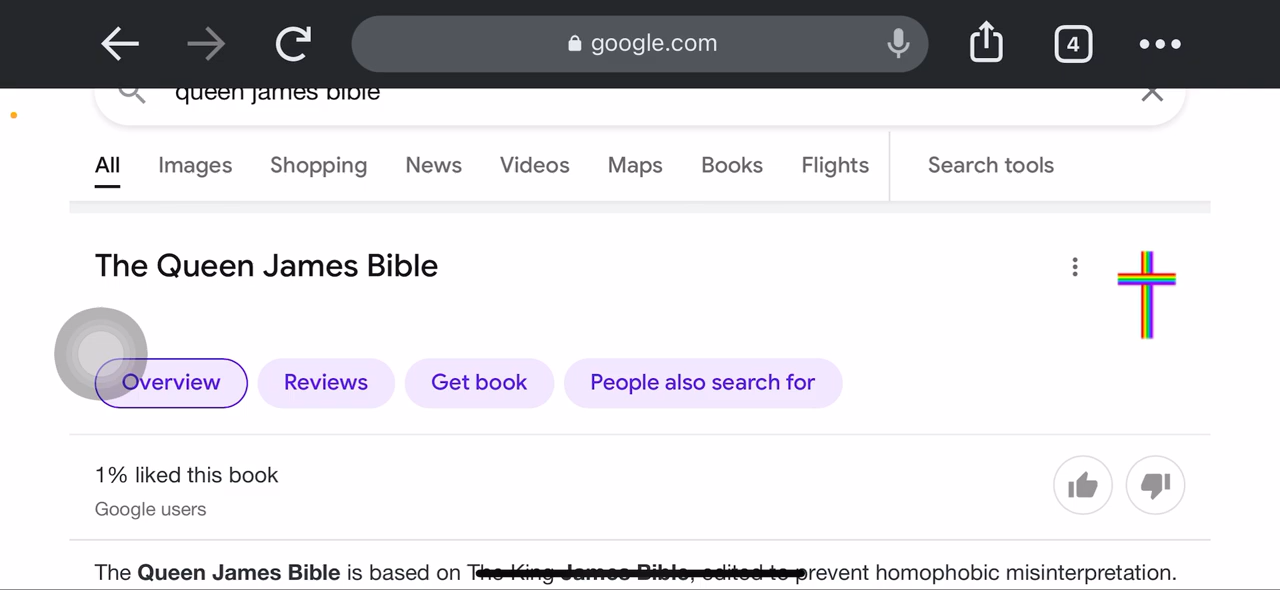 google.com
4
queen james bible
All Images Shopping News Videos Maps Books Flights Search tools
The Queen James Bible
Overview Reviews Get book People also search for
1% liked this book
Google users
The Queen James Bible is based on The King James Bible, edited to prevent homophobic misinterpretation.